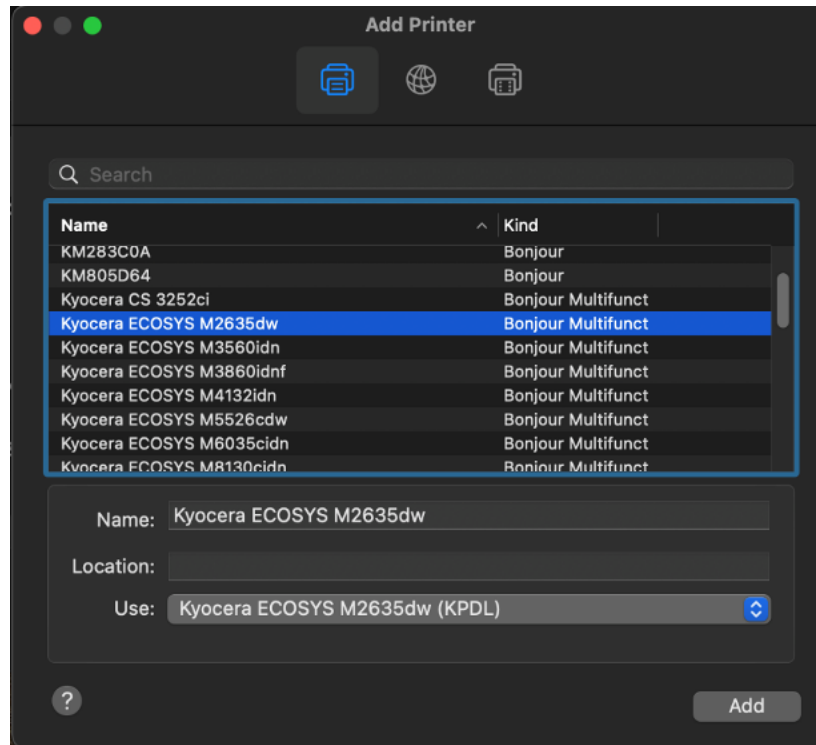 Add Printer
Search
Name Kind
KM283C0A Bonjour
KM805D64 Bonjour
Kyocera CS 3252ci Bonjour Multifunct
Kyocera ECOSYS M2635dw Bonjour Multifunct
Kyocera ECOSYS M3560idn Bonjour Multifunct
Kyocera ECOSYS M3860idnf Bonjour Multifunct
Kyocera ECOSYS M4132idn Bonjour Multifunct
Kyocera ECOSYS M5526cdw Bonjour Multifunct
Kyocera ECOSYS M6035cidn Bonjour Multifunct
Kyocera ECOSYS M8130cidn Bonjour Multifunct
Name: Kyocera ECOSYS M2635dw
Location:
Use: Kyocera ECOSYS M2635dw (KPDL)
? Add